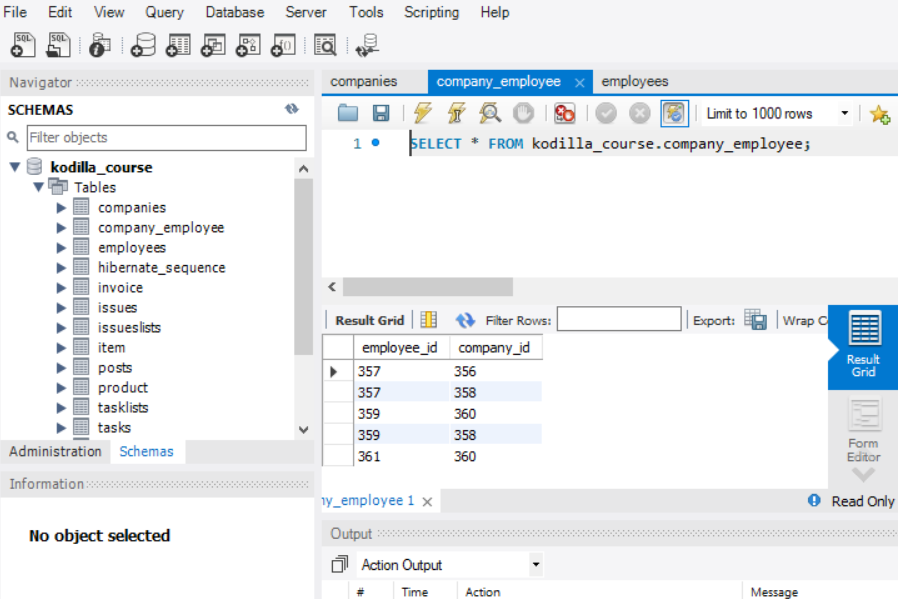 File Edit View Query Database Server Tools Scripting Help
SQL SQL
Navigator
SCHEMAS
Filter objects
kodilla_course
Tables
companies
company_employee
employees
hibernate_sequence
invoice
issues
issueslists
item
posts
product
tasklists
tasks
Administration Schemas
Information
No object selected
companies company_employee × employees
Limit to 1000 rows
1 SELECT * FROM kodilla_course.company_employee;
Result Grid Filter Rows: Export: Wrap C
employee_id company_id
357 356
357 358
359 360
359 358
361 360
Result
Grid
Form
Editor
ny_employee 1 ×
Read Only
Output
Action Output
# Time Action Message